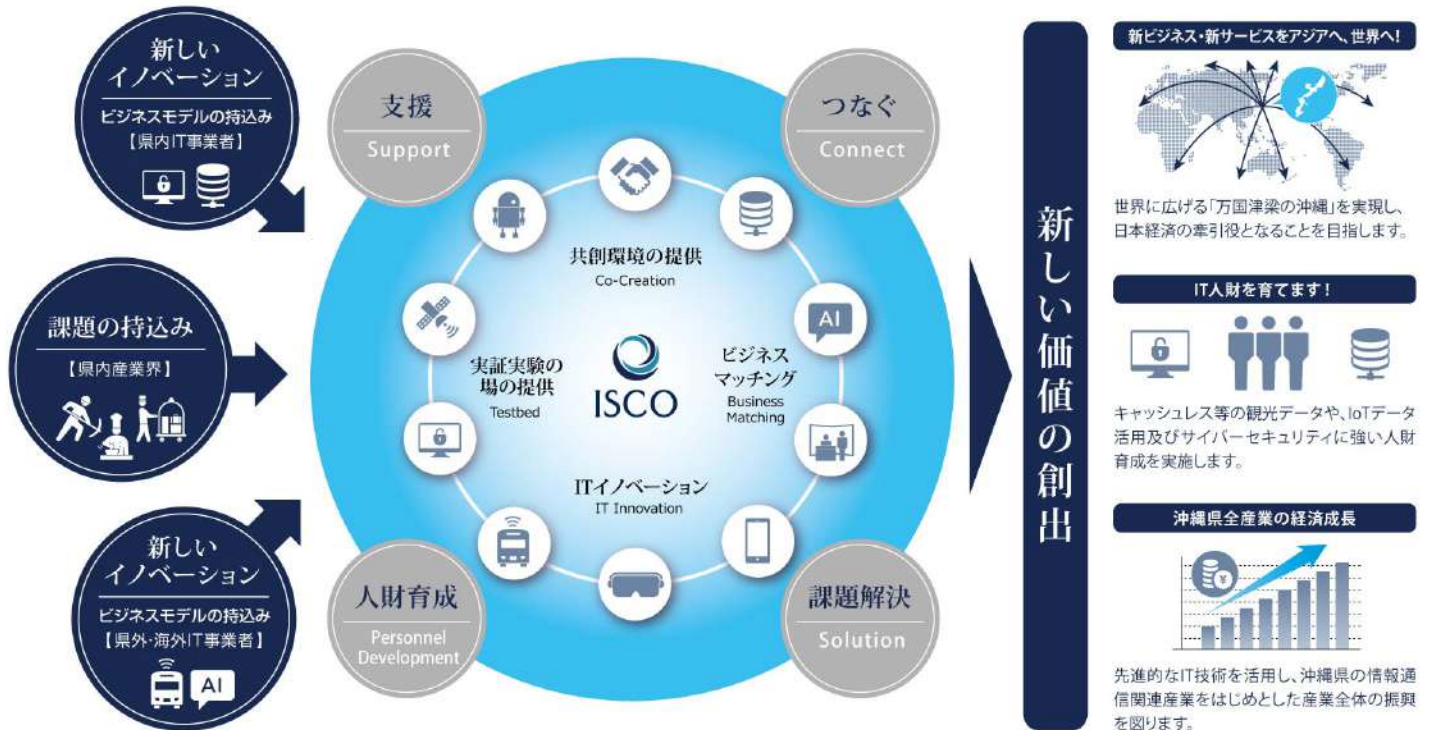 新しい
イノベーション
ビジネスモデルの持込み
【県内IT事業者】
課題の持込み
【県内産業界】
新しい
イノベーション
ビジネスモデルの持込み
【県外・海外IT事業者】
AI
支援
Support
つなぐ
Connect
共創環境の提供
Co-Creation
AI
実証実験の
場の提供
Testbed
ISCO
ビジネス
マッチング
Business
Matching
ITイノベーション
IT Innovation
人財育成
Personnel
Development
課題解決
Solution
新しい価値の創出
新ビジネス・新サービスをアジアへ、世界へ!
世界に広げる「万国津梁の沖縄」を実現し、
日本経済の牽引役となることを目指します。
IT人財を育てます!
キャッシュレス等の観光データや、IoTデータ
活用及びサイバーセキュリティに強い人財
育成を実施します。
沖縄県全産業の経済成長
¥
先進的なIT技術を活用し、沖縄県の情報通
信関連産業をはじめとした産業全体の振興
を図ります。